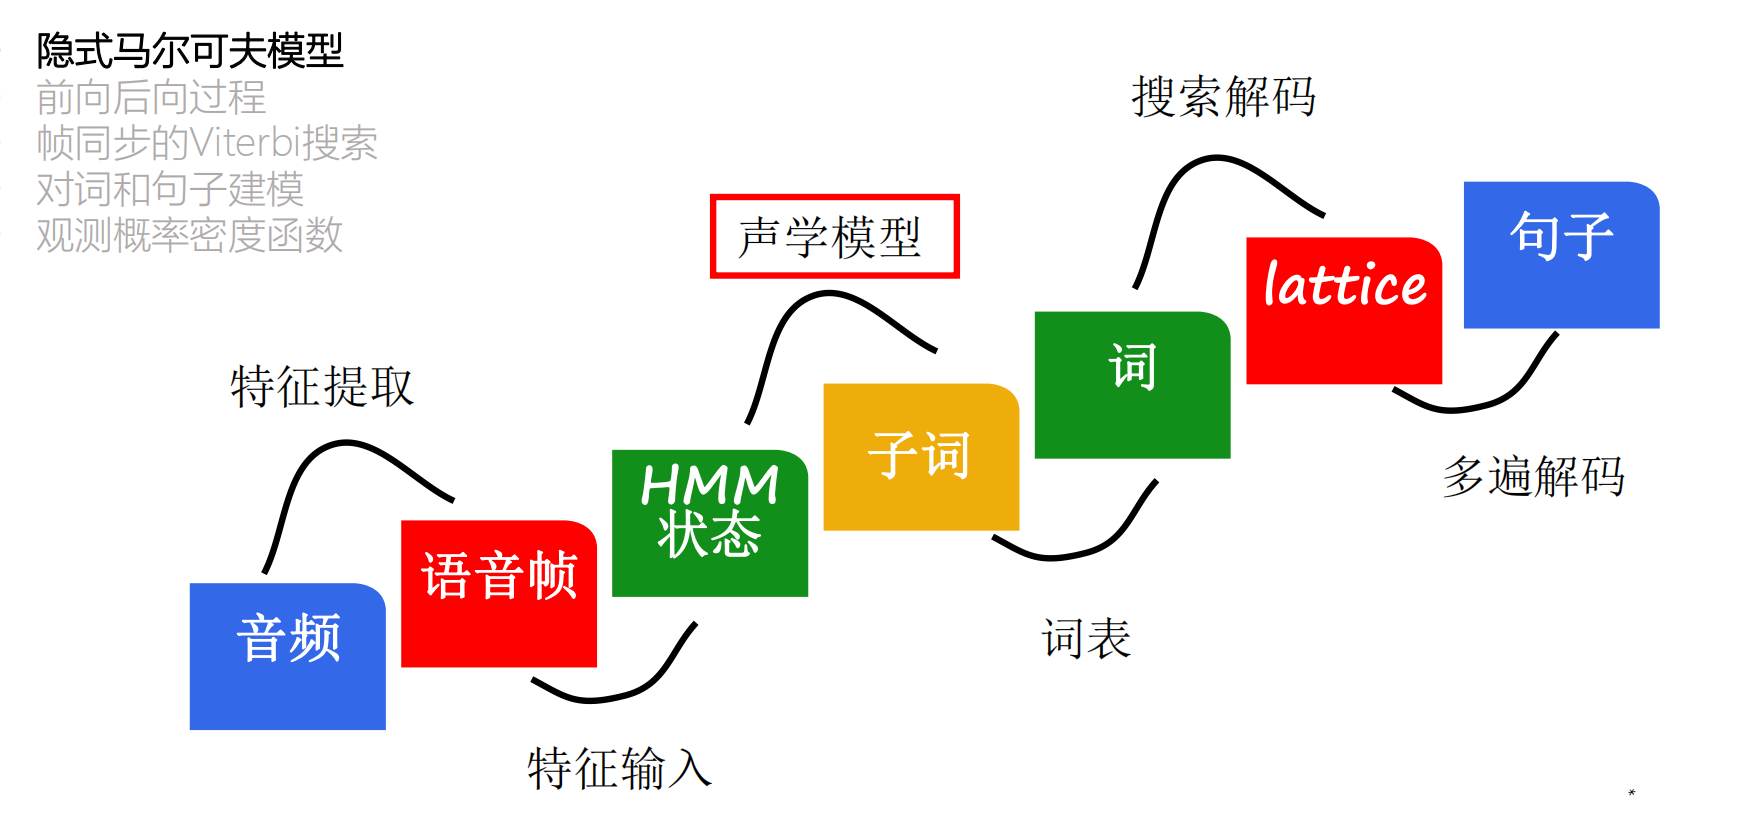 隐式马尔可夫模型
前向后向过程
帧同步的Viterbi搜索
对词和句子建模
观测概率密度函数
搜索解码
句子
声学模型
lattice
词
特征提取
子词
多遍解码
HMM
状态
语音帧
音频
词表
特征输入
*